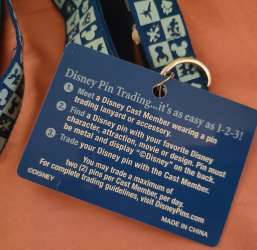 Disney Pin Trading...it's as easy as 1-2-3!
1 Meet a Disney Cast Member wearing a pin
trading lanyard or accessory.
2 Find a Disney pin with your favorite Disney
character, attraction, movie or design. Pin must
be metal and display "©Disney" on the back.
3 Trade your Disney pin with the Cast Member.
You may trade a maximum of
two (2) pins per Cast Member, per day.
For complete trading guidelines, visit DisneyPins.com
©DISNEY
MADE IN CHINA